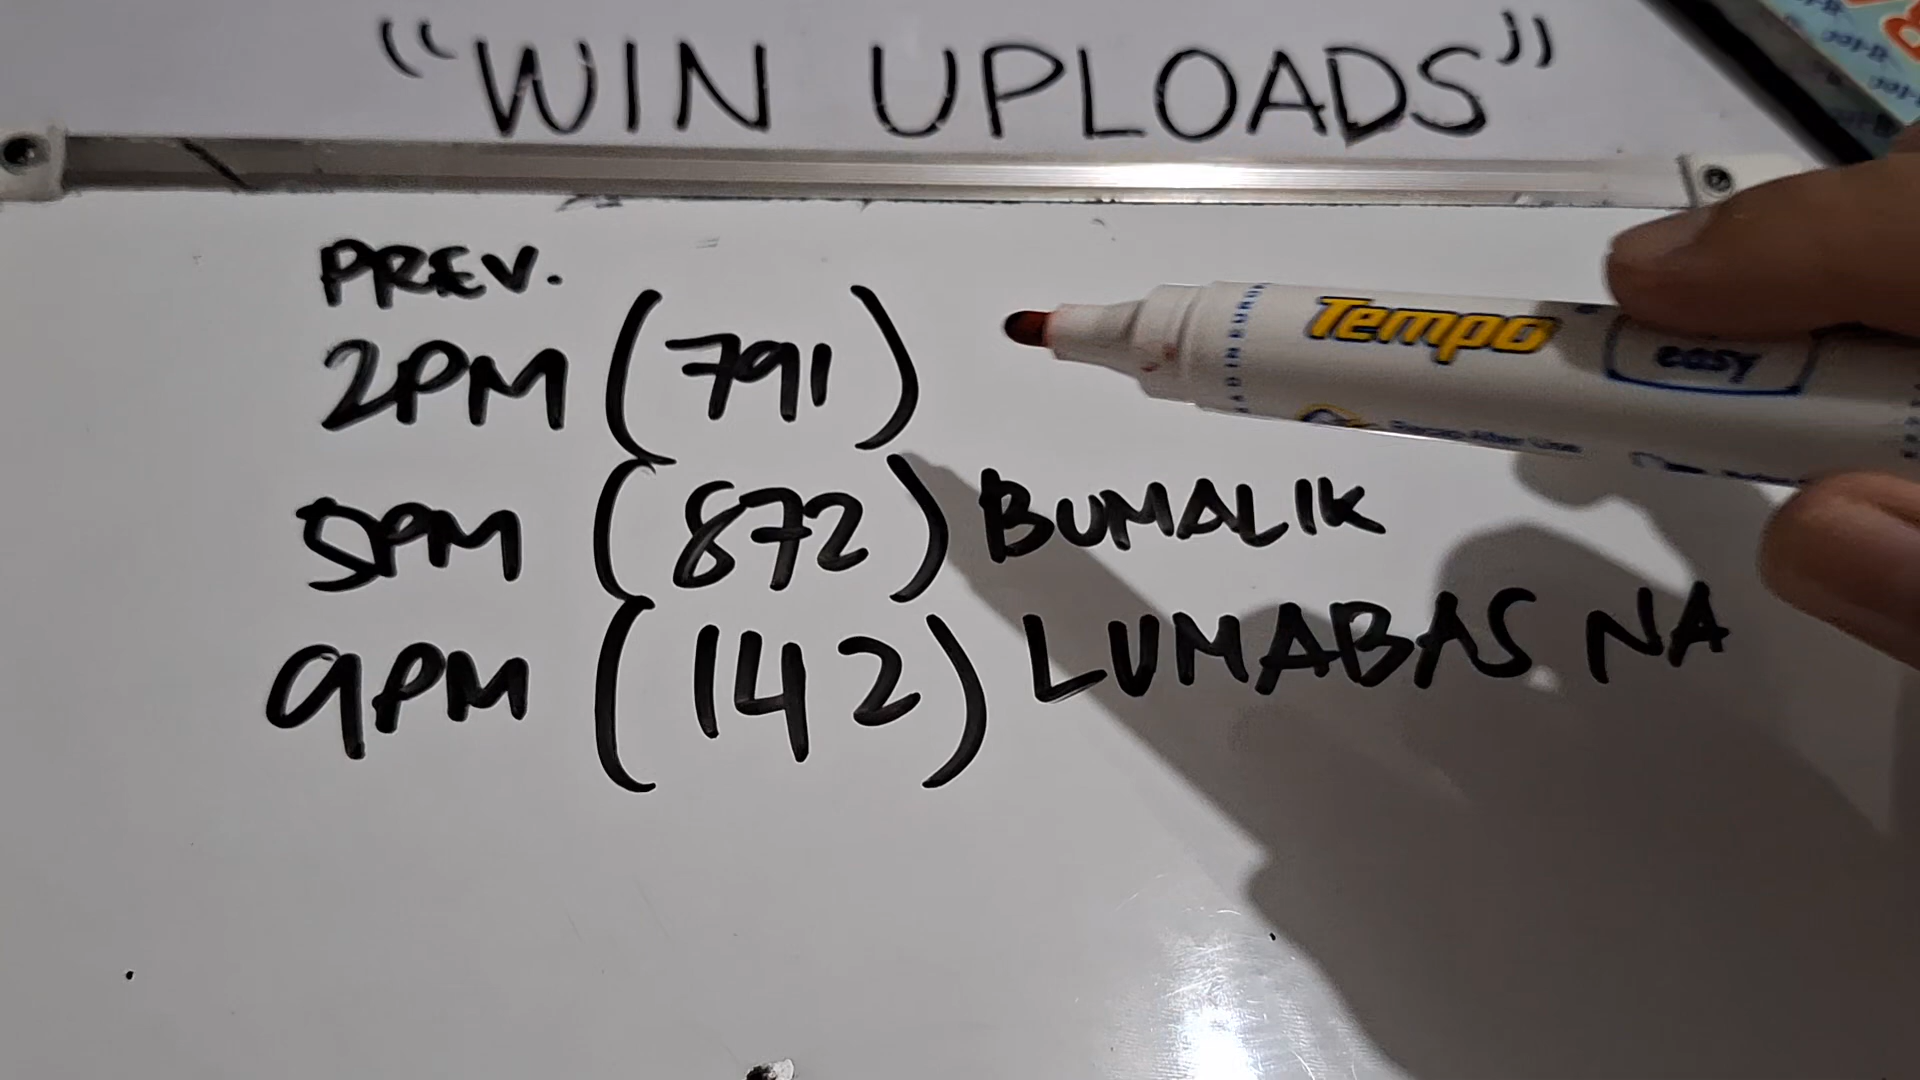 "WIN UPLOADS"
PREV.
2PM (791)
5PM (872) BUMALIK
9PM (142) LUMABAS NA
Tempo
easy